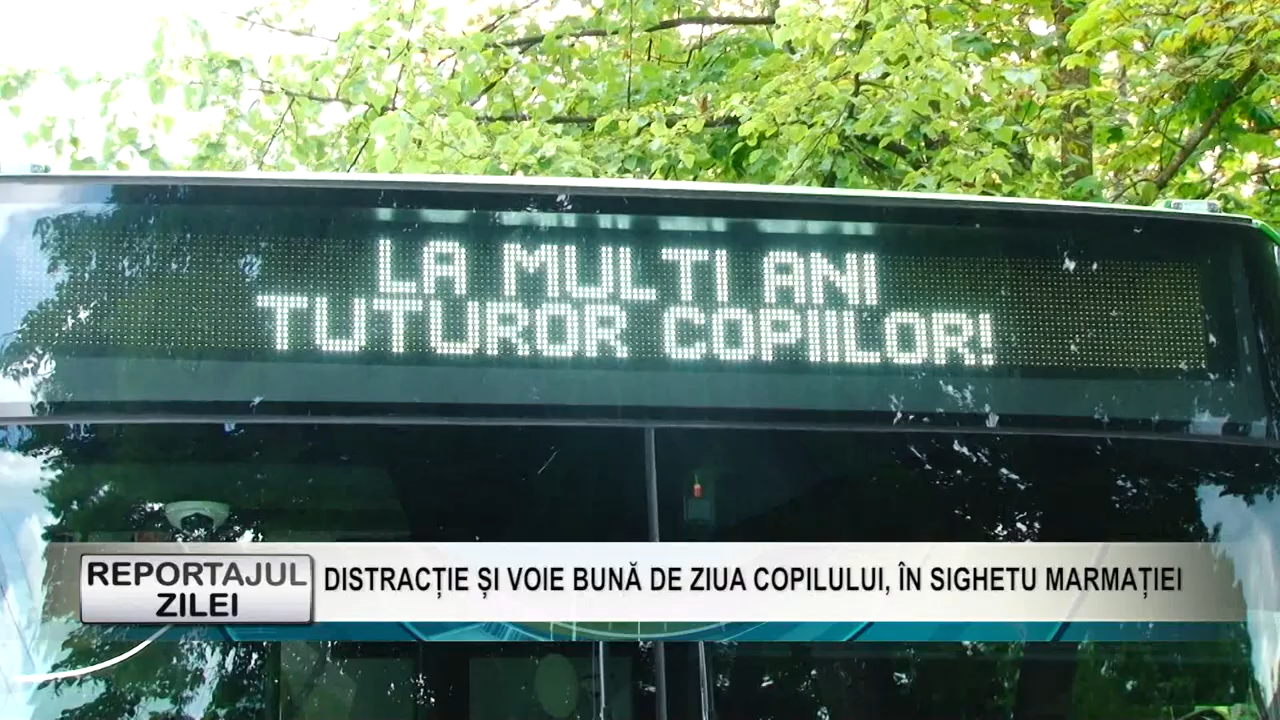 LA MULTI ANI
TUTUROR COPIILOR!
REPORTAJUL
ZILEI
DISTRACȚIE ȘI VOIE BUNĂ DE ZIUA COPILULUI, ÎN SIGHETU MARMAȚIEI